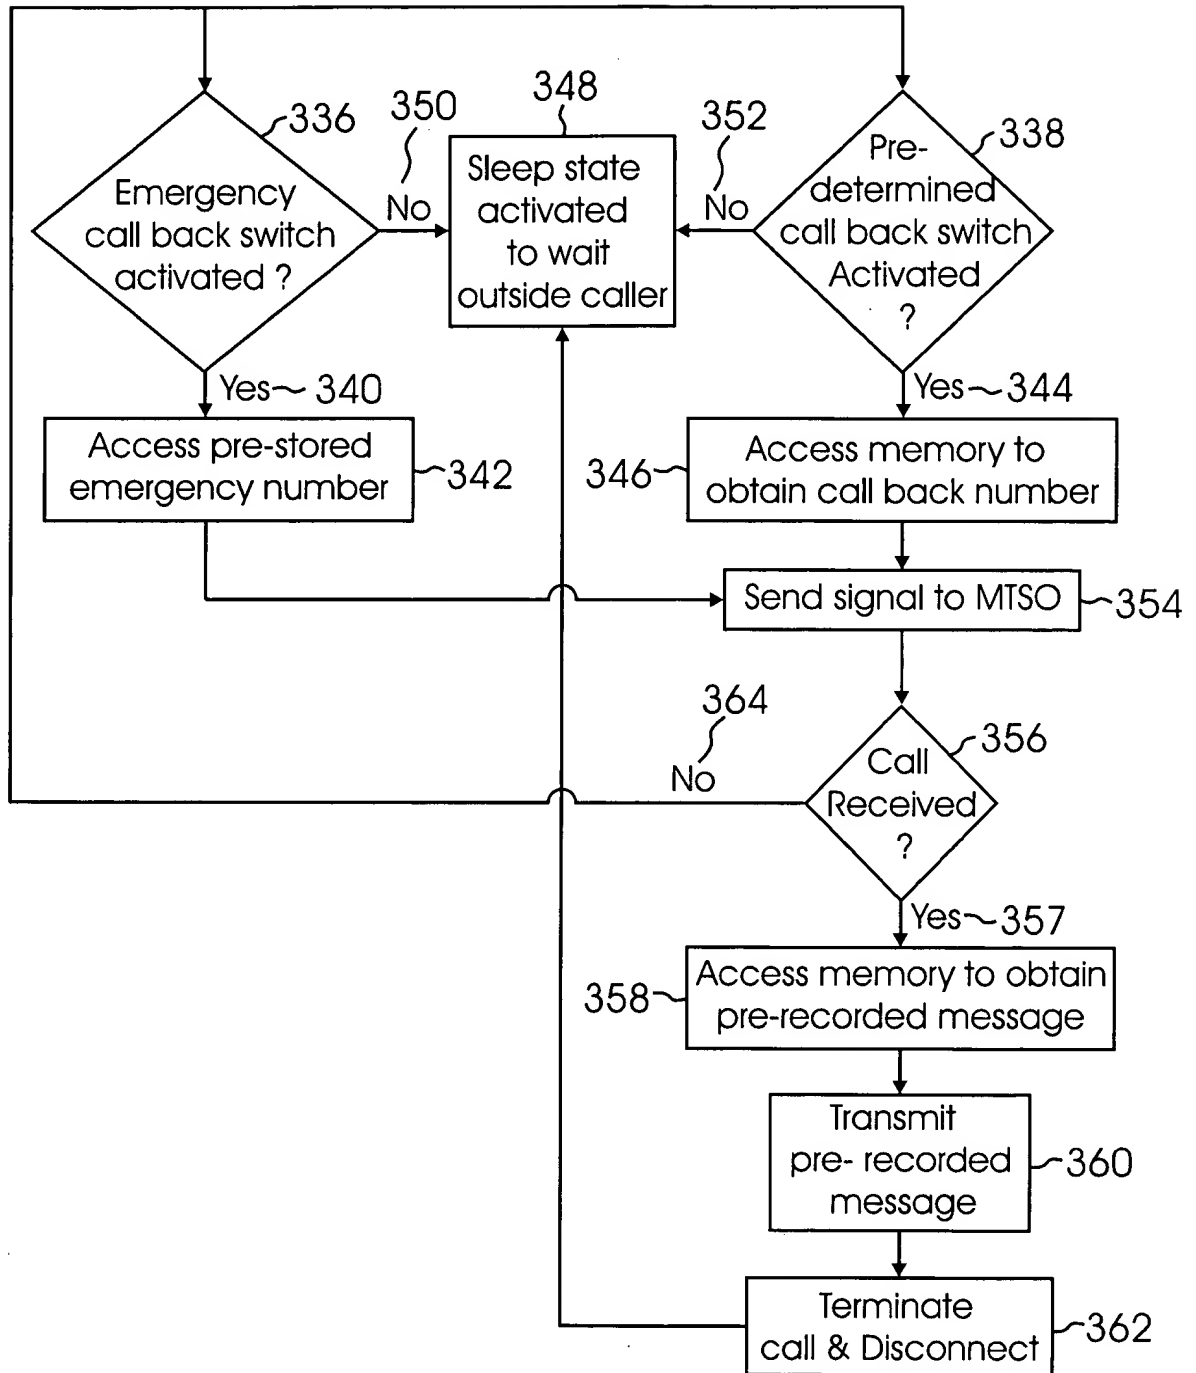 336
Emergency
call back switch
activated ?
350
No
348
Sleep state
activated
to wait
outside caller
352
No
338
Pre-
determined
call back switch
Activated
?
Yes 340
Access pre-stored
emergency number
342
Yes 344
346
Access memory to
obtain call back number
Send signal to MTSO
354
364
No
356
Call
Received
?
Yes 357
358
Access memory to obtain
pre-recorded message
Transmit
pre- recorded
message
360
Terminate
call & Disconnect
362